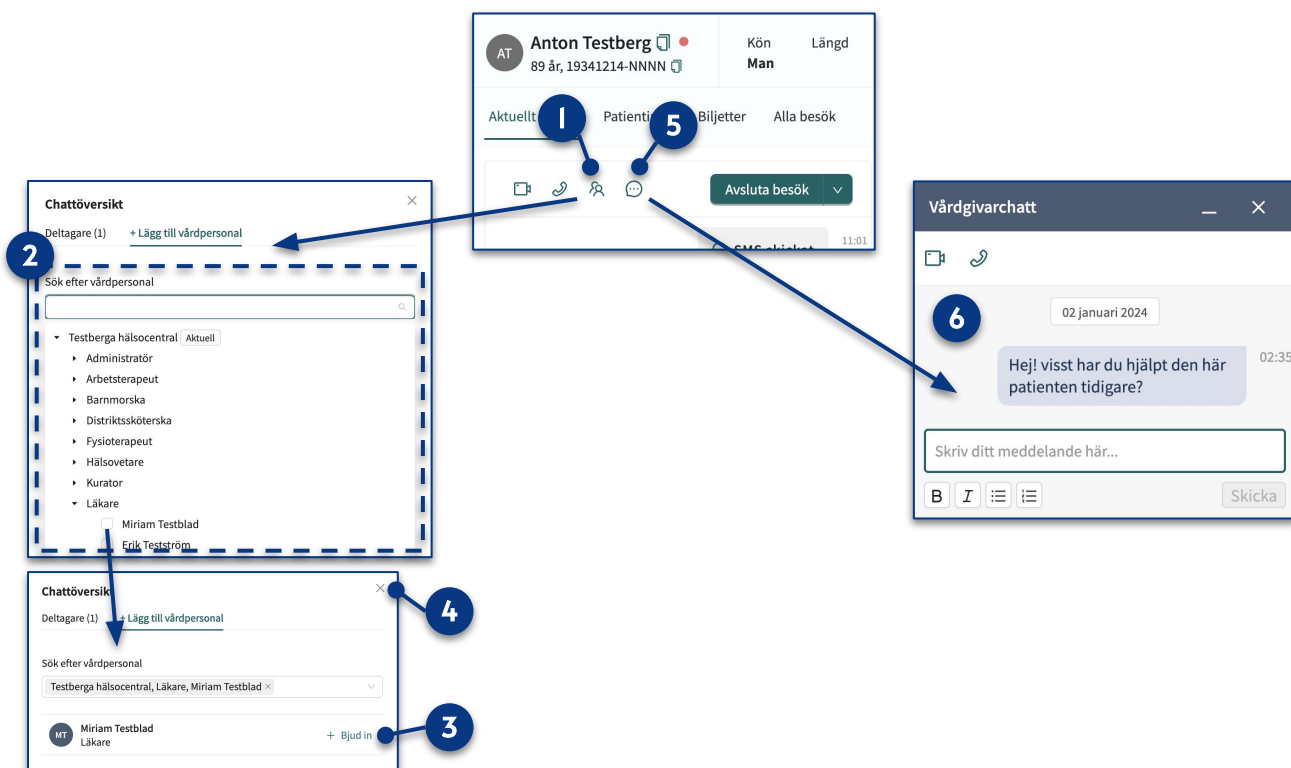 AT
Anton Testberg
89 år, 19341214-NNNN
Kön
Man
Längd
Aktuellt
Biljetter
Alla besök
1
5
Avsluta besök
SMS skickat
11:01
Chattöversikt
Deltagare (1)
+ Lägg till vårdpersonal
2
Sök efter vårdpersonal
Testberga hälsocentral Aktuell
Administratör
Arbetsterapeut
Barnmorska
Distriktssköterska
Fysioterapeut
Hälsovetare
Kurator
Läkare
Miriam Testblad
Erik Testström
Chattöversikt
4
Deltagare (1)
+ Lägg till vårdpersonal
Sök efter vårdpersonal
Testberga hälsocentral, Läkare, Miriam Testblad ×
MT
Miriam Testblad
Läkare
+ Bjud in
3
Vårdgivarchatt
6
02 januari 2024
Hej! visst har du hjälpt den här
patienten tidigare?
02:35
Skriv ditt meddelande här...
B I
Skicka